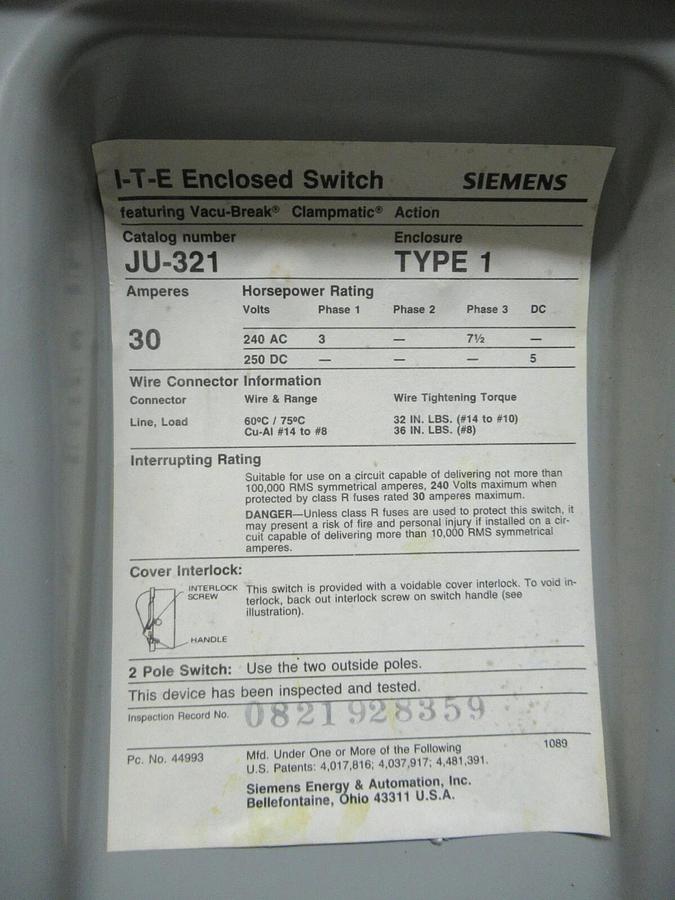 I-T-E Enclosed Switch SIEMENS
featuring Vacu-Break® Clampmatic® Action
Catalog number Enclosure
JU-321 TYPE 1
Amperes Horsepower Rating
Volts Phase 1 Phase 2 Phase 3 DC
30 240 AC 3 — 7½ —
250 DC — — — 5
Wire Connector Information
Connector Wire & Range Wire Tightening Torque
Line, Load 60ºC / 75ºC 32 IN. LBS. (#14 to #10)
Cu-Al #14 to #8 36 IN. LBS. (#8)
Interrupting Rating
Suitable for use on a circuit capable of delivering not more than
100,000 RMS symmetrical amperes, 240 Volts maximum when
protected by class R fuses rated 30 amperes maximum.
DANGER—Unless class R fuses are used to protect this switch, it
may present a risk of fire and personal injury if installed on a cir-
cuit capable of delivering more than 10,000 RMS symmetrical
amperes.
Cover Interlock:
INTERLOCK
SCREW
This switch is provided with a voidable cover interlock. To void in-
terlock, back out interlock screw on switch handle (see
illustration).
HANDLE
2 Pole Switch: Use the two outside poles.
This device has been inspected and tested.
Inspection Record No. 0821928359
Pc. No. 44993 Mfd. Under One or More of the Following 1089
U.S. Patents: 4,017,816; 4,037,917; 4,481,391.
Siemens Energy & Automation, Inc.
Bellefontaine, Ohio 43311 U.S.A.